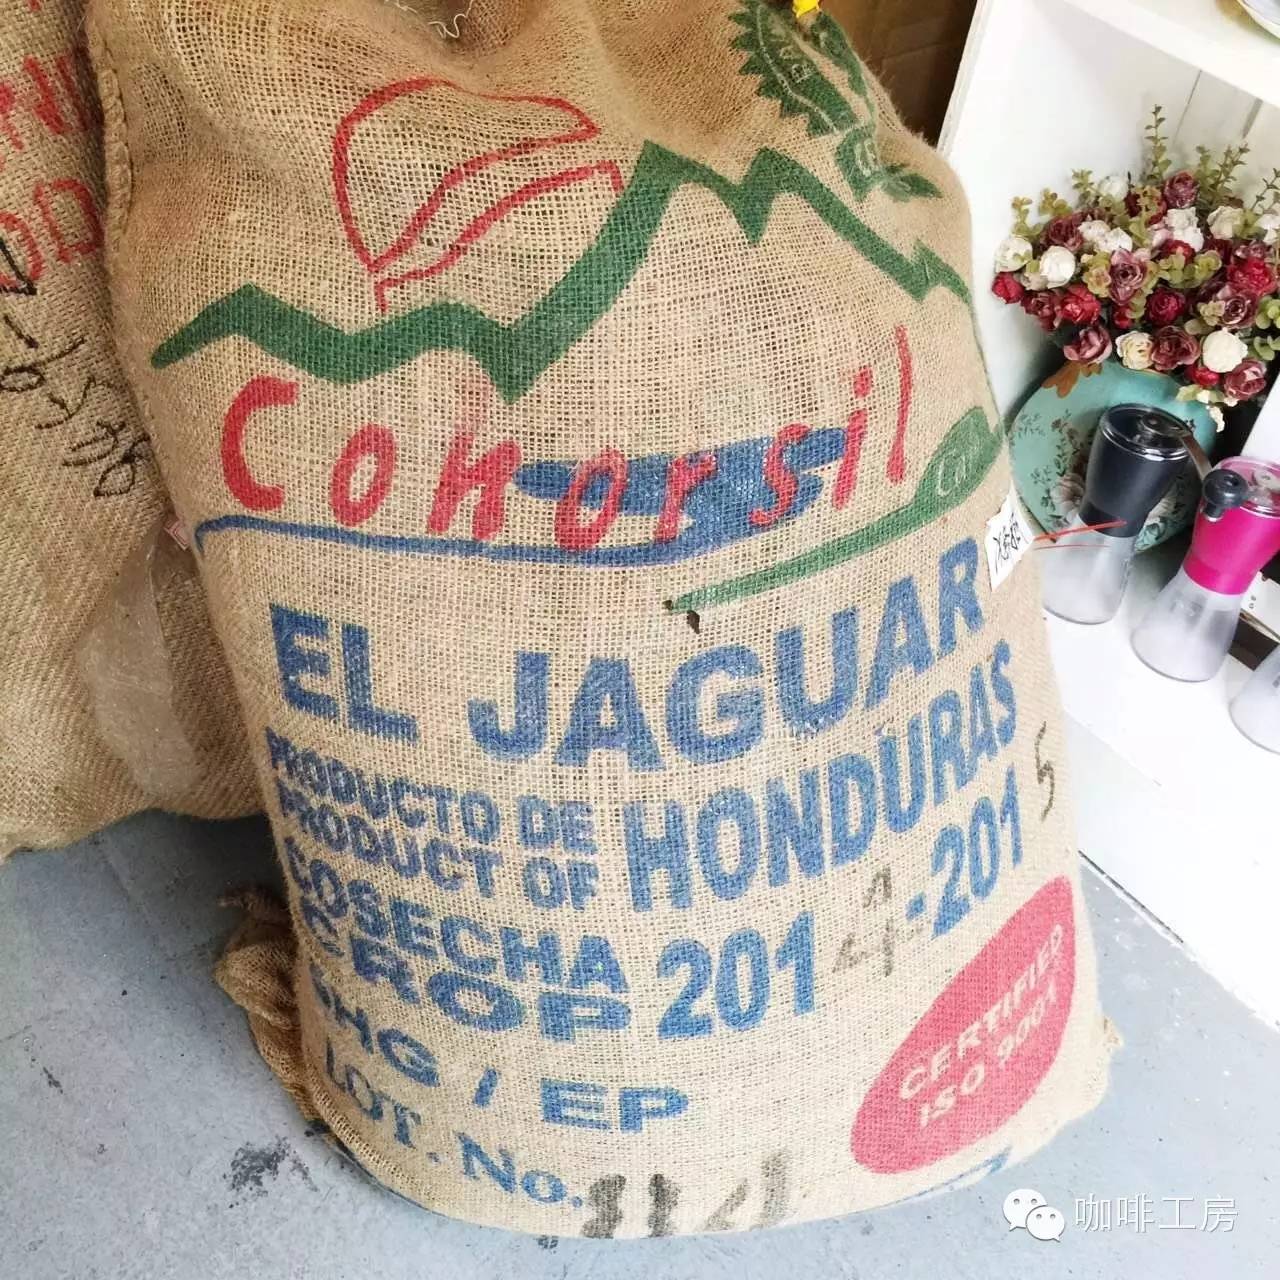 Cohorsil
EL JAGUAR
PRODUCTO DE
PRODUCT OF
HONDURAS
COSECHA
CROP
2014-2015
SHG / EP
LOT. No.
CERTIFIED
ISO 9001
咖啡工房